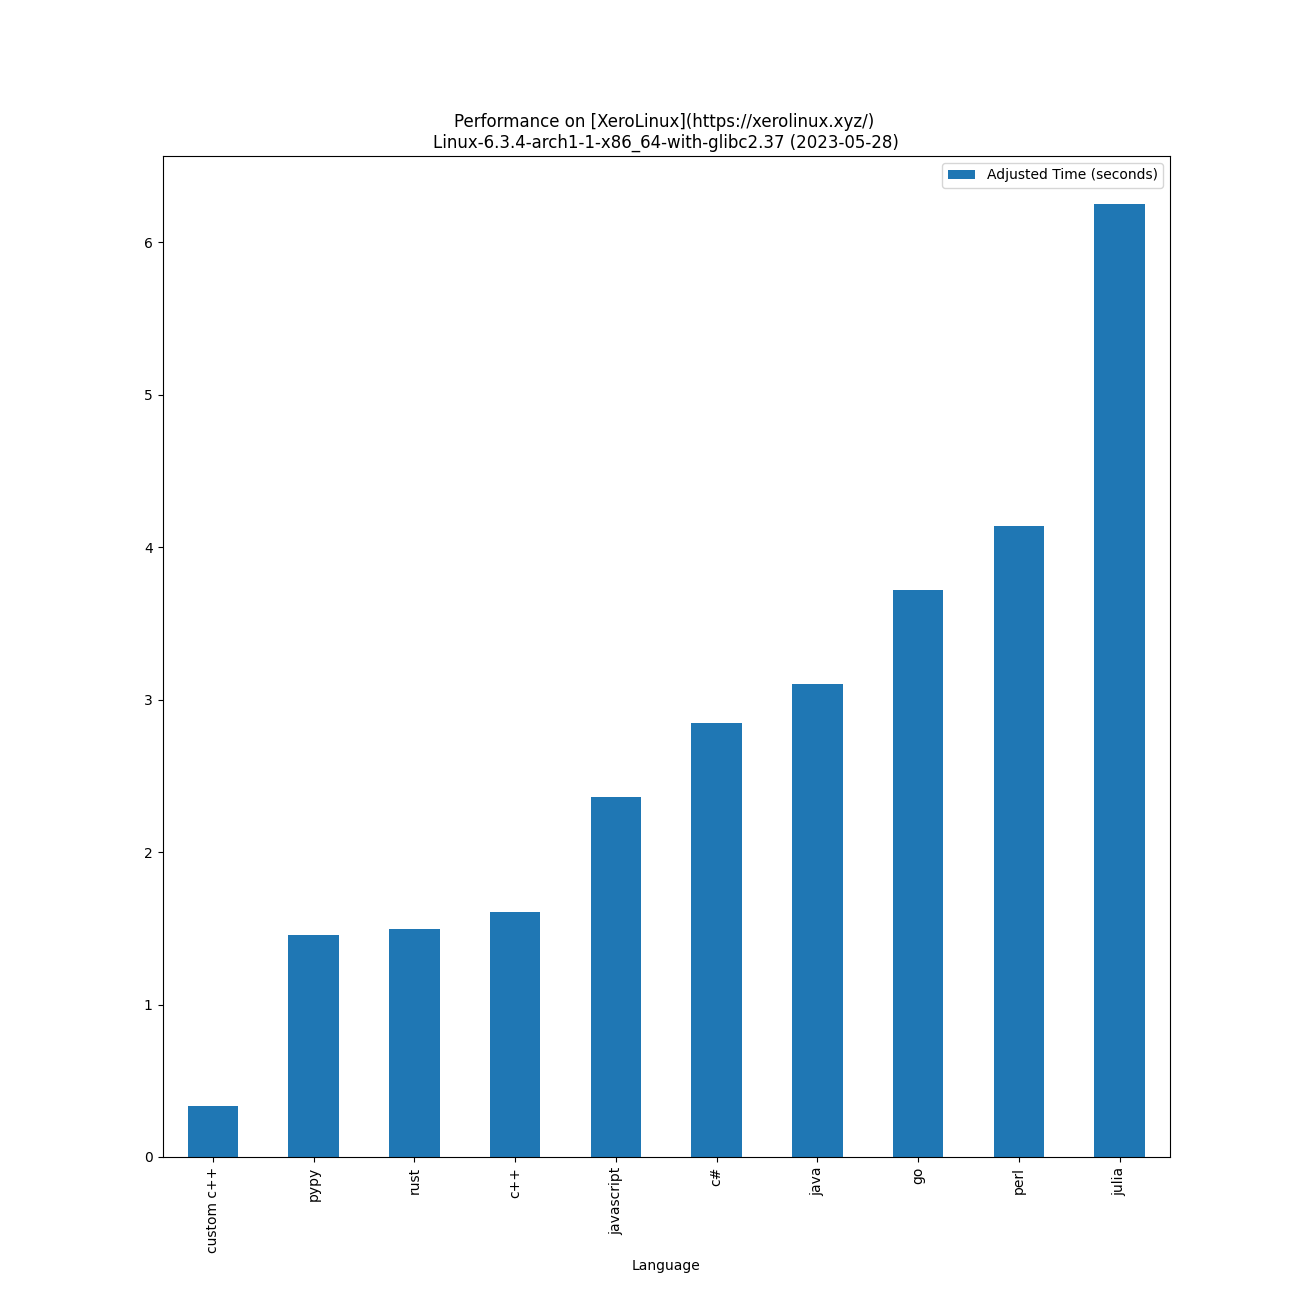 Performance on [XeroLinux](https://xerolinux.xyz/)
Linux-6.3.4-arch1-1-x86_64-with-glibc2.37 (2023-05-28)
Adjusted Time (seconds)
6
5
4
3
2
1
0
custom c++
pypy
rust
c++
javascript
c#
java
go
perl
julia
Language